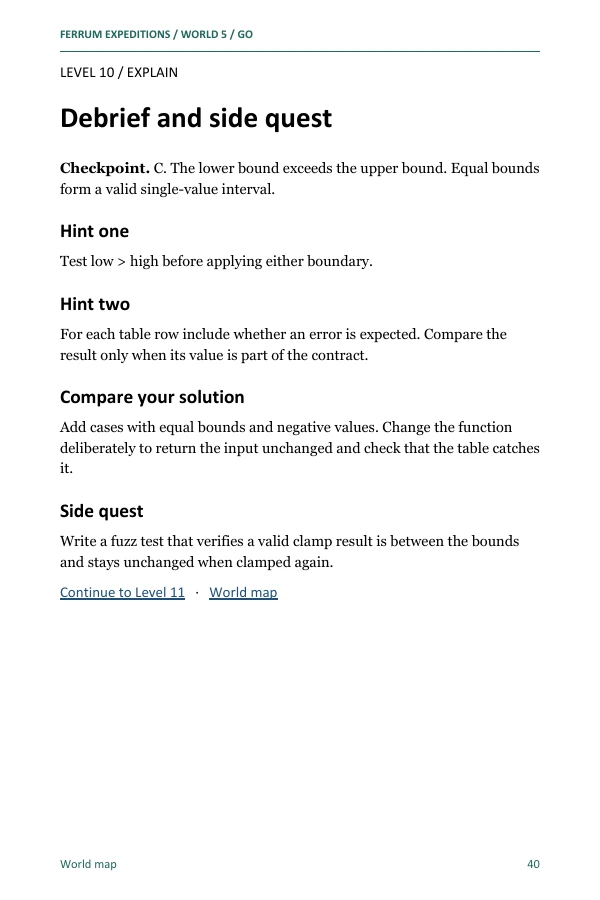 FERRUM EXPEDITIONS / WORLD 5 / GO
LEVEL 10 / EXPLAIN
Debrief and side quest
Checkpoint. C. The lower bound exceeds the upper bound. Equal bounds
form a valid single-value interval.
Hint one
Test low > high before applying either boundary.
Hint two
For each table row include whether an error is expected. Compare the
result only when its value is part of the contract.
Compare your solution
Add cases with equal bounds and negative values. Change the function
deliberately to return the input unchanged and check that the table catches
it.
Side quest
Write a fuzz test that verifies a valid clamp result is between the bounds
and stays unchanged when clamped again.
Continue to Level 11 · World map
World map 40